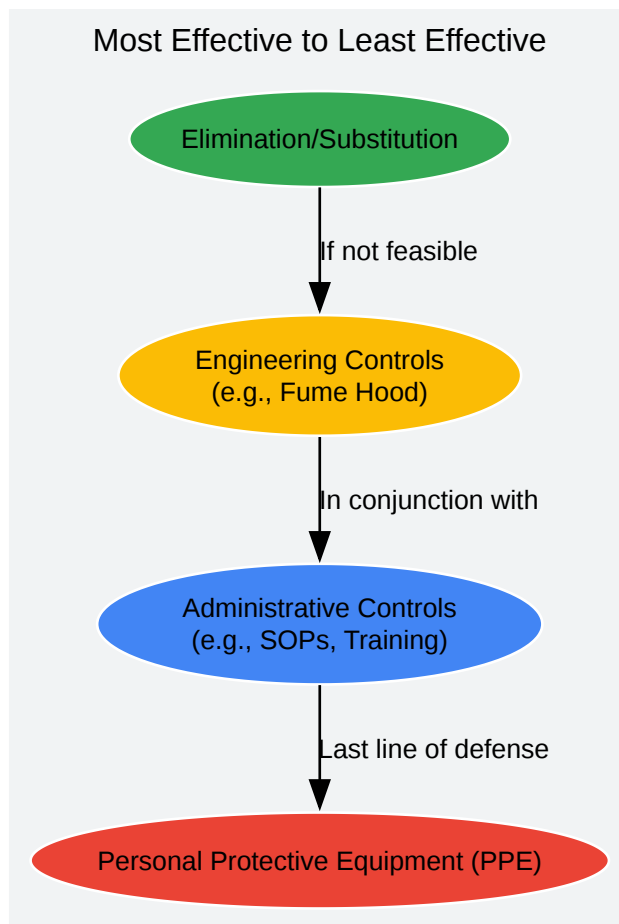 Most Effective to Least Effective
Elimination/Substitution
If not feasible
Engineering Controls
(e.g., Fume Hood)
In conjunction with
Administrative Controls
(e.g., SOPs, Training)
Last line of defense
Personal Protective Equipment (PPE)